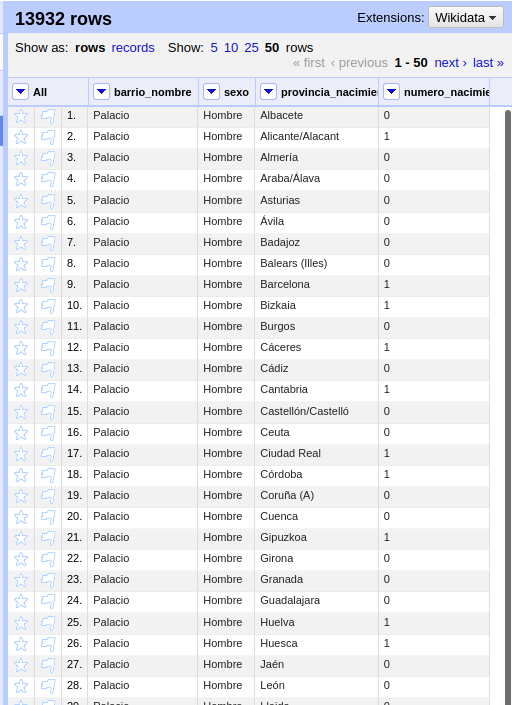 13932 rows
Extensions: Wikidata
Show as: rows records Show: 5 10 25 50 rows
« first ‹ previous 1 - 50 next › last »
All barrio_nombre sexo provincia_nacimie numero_nacimie
1. Palacio Hombre Albacete 0
2. Palacio Hombre Alicante/Alacant 1
3. Palacio Hombre Almería 0
4. Palacio Hombre Araba/Álava 0
5. Palacio Hombre Asturias 0
6. Palacio Hombre Ávila 0
7. Palacio Hombre Badajoz 0
8. Palacio Hombre Balears (Illes) 0
9. Palacio Hombre Barcelona 1
10. Palacio Hombre Bizkaia 1
11. Palacio Hombre Burgos 0
12. Palacio Hombre Cáceres 1
13. Palacio Hombre Cádiz 0
14. Palacio Hombre Cantabria 1
15. Palacio Hombre Castellón/Castelló 0
16. Palacio Hombre Ceuta 0
17. Palacio Hombre Ciudad Real 1
18. Palacio Hombre Córdoba 1
19. Palacio Hombre Coruña (A) 0
20. Palacio Hombre Cuenca 0
21. Palacio Hombre Gipuzkoa 1
22. Palacio Hombre Girona 0
23. Palacio Hombre Granada 0
24. Palacio Hombre Guadalajara 0
25. Palacio Hombre Huelva 1
26. Palacio Hombre Huesca 1
27. Palacio Hombre Jaén 0
28. Palacio Hombre León 0